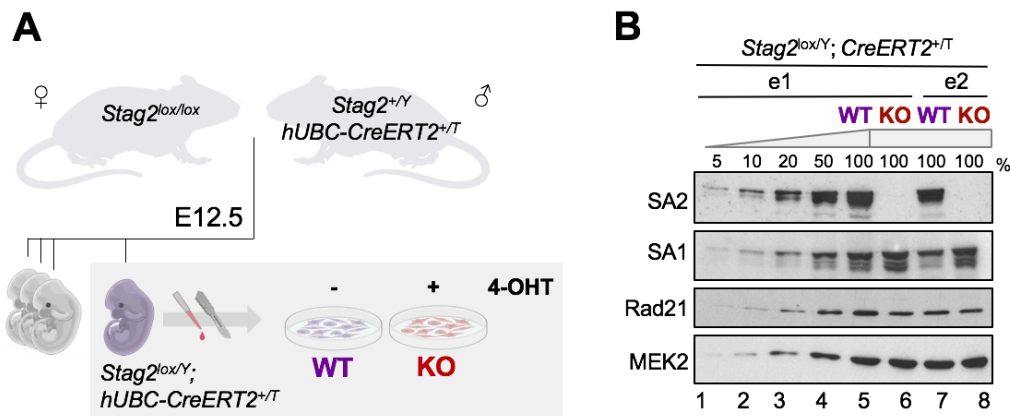 A
♀
Stag2lox/lox
Stag2+/Y
hUBC-CreERT2+/T
♂
E12.5
- + 4-OHT
WT KO
Stag2lox/Y;
hUBC-CreERT2+/T
B
Stag2lox/Y; CreERT2+/T
e1 e2
WT KO WT KO
5 10 20 50 100 100 100 100 %
SA2
SA1
Rad21
MEK2
1 2 3 4 5 6 7 8